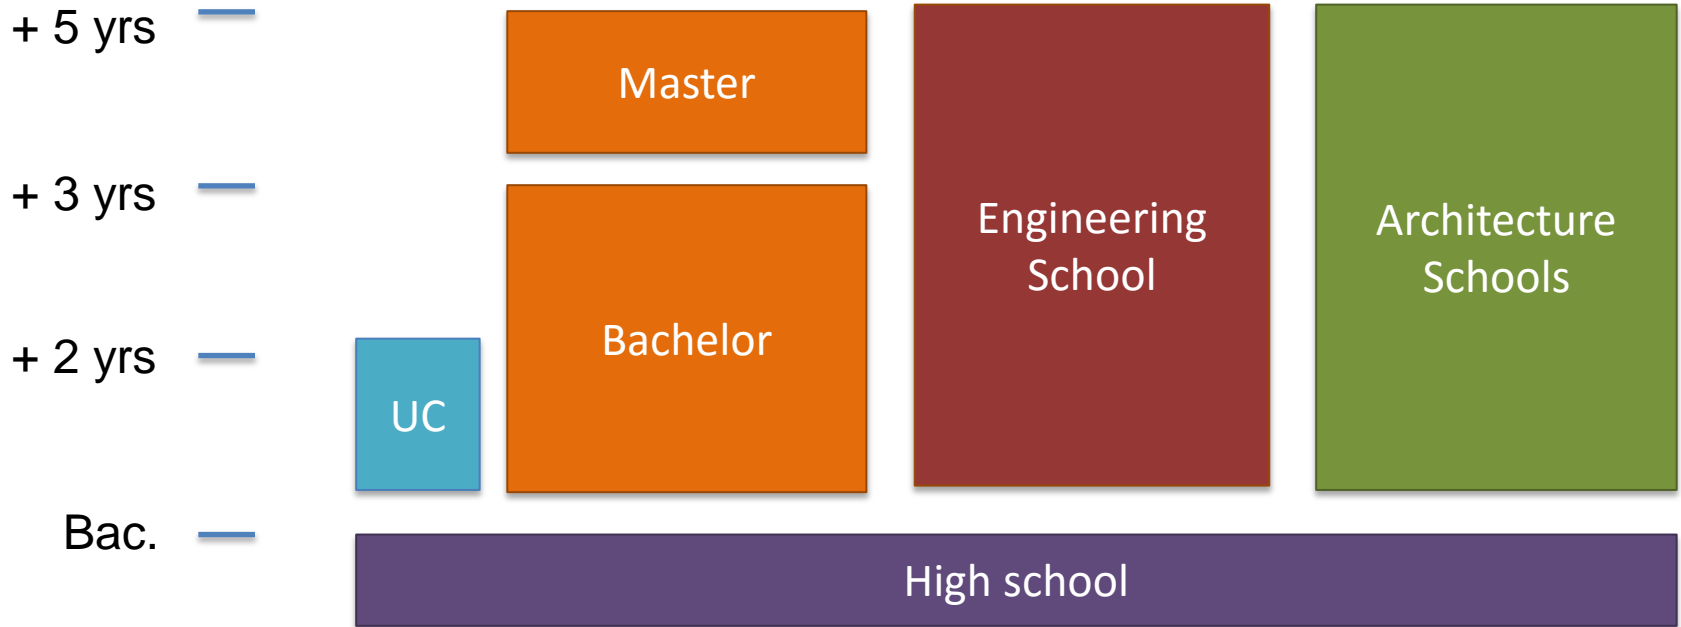 + 5 yrs
Master
+ 3 yrs
Engineering
School
Architecture
Schools
Bachelor
+ 2 yrs
UC
Bac.
High school